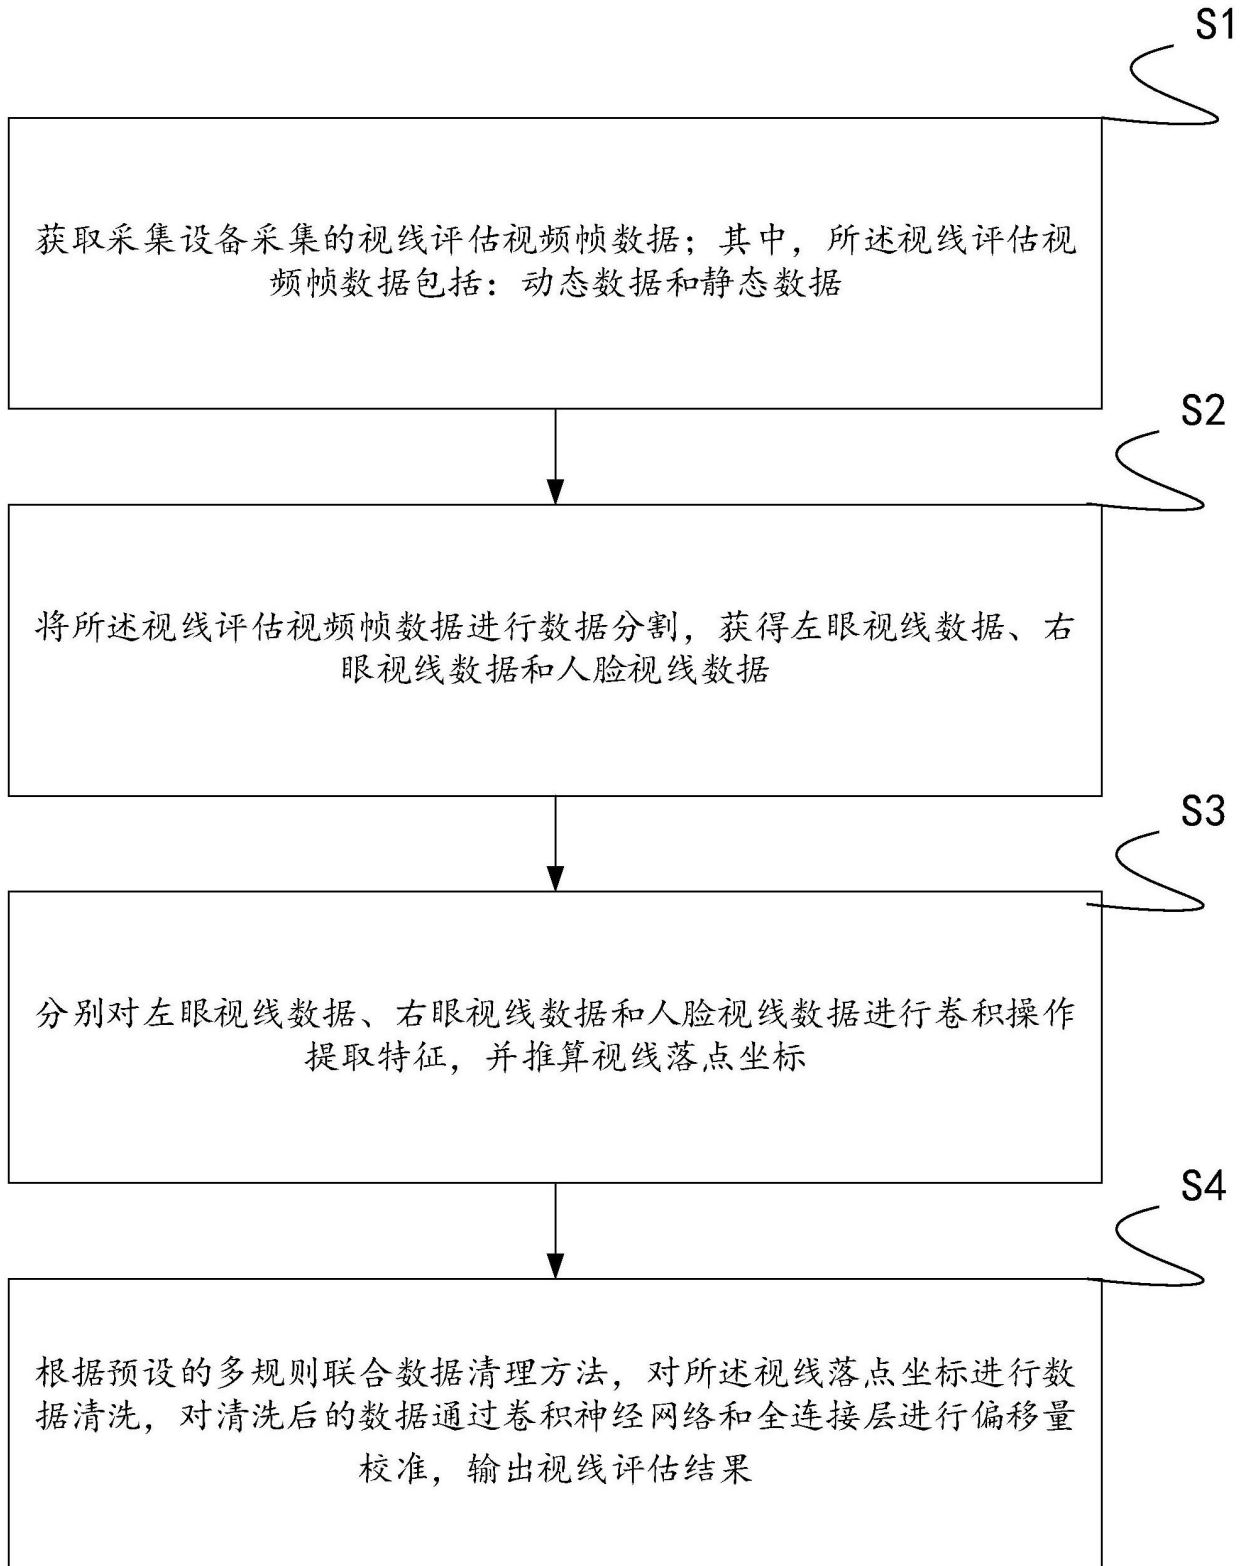 S1
获取采集设备采集的视线评估视频帧数据；其中，所述视线评估视
频帧数据包括：动态数据和静态数据
S2
将所述视线评估视频帧数据进行数据分割，获得左眼视线数据、右
眼视线数据和人脸视线数据
S3
分别对左眼视线数据、右眼视线数据和人脸视线数据进行卷积操作
提取特征，并推算视线落点坐标
S4
根据预设的多规则联合数据清理方法，对所述视线落点坐标进行数
据清洗，对清洗后的数据通过卷积神经网络和全连接层进行偏移量
校准，输出视线评估结果